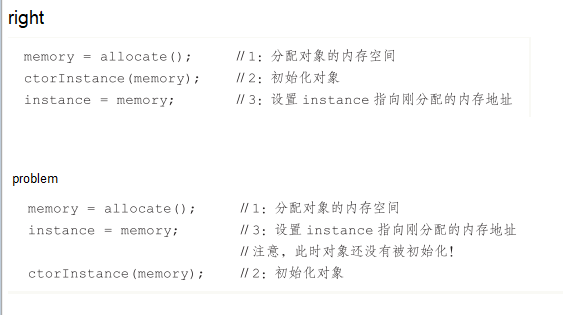 right
memory = allocate(); //1：分配对象的内存空间
ctorInstance(memory); //2：初始化对象
instance = memory; //3：设置 instance 指向刚分配的内存地址
problem
memory = allocate(); //1：分配对象的内存空间
instance = memory; //3：设置 instance 指向刚分配的内存地址
//注意，此时对象还没有被初始化！
ctorInstance(memory); //2：初始化对象